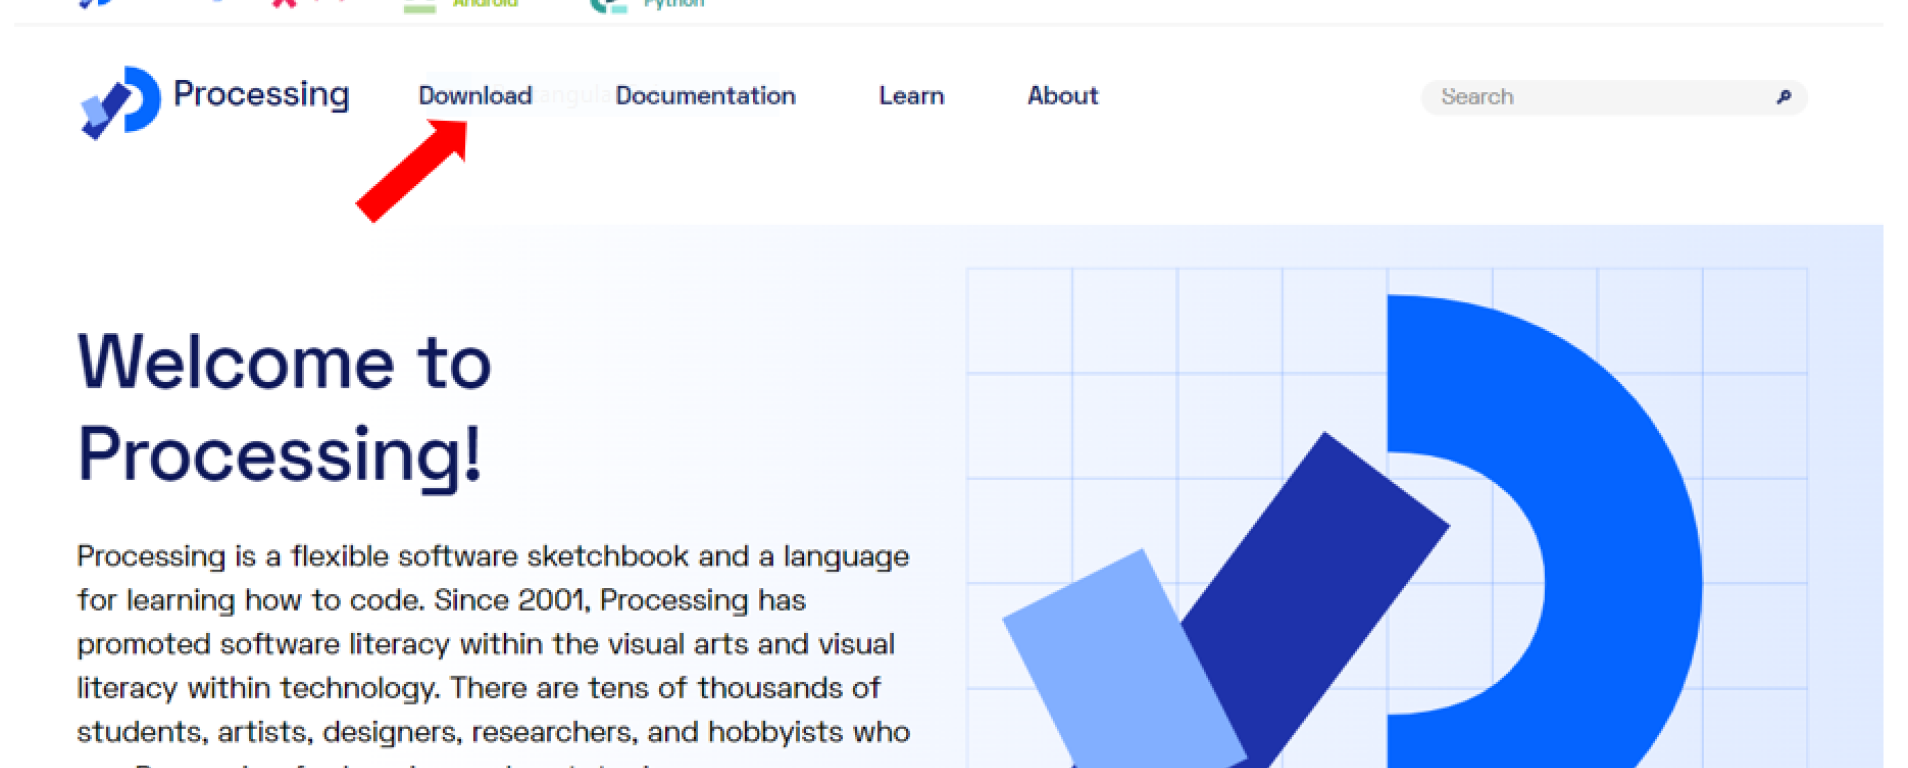 Android
Python
Processing
Download
Documentation
Learn
About
Search
Welcome to
Processing!
Processing is a flexible software sketchbook and a language
for learning how to code. Since 2001, Processing has
promoted software literacy within the visual arts and visual
literacy within technology. There are tens of thousands of
students, artists, designers, researchers, and hobbyists who